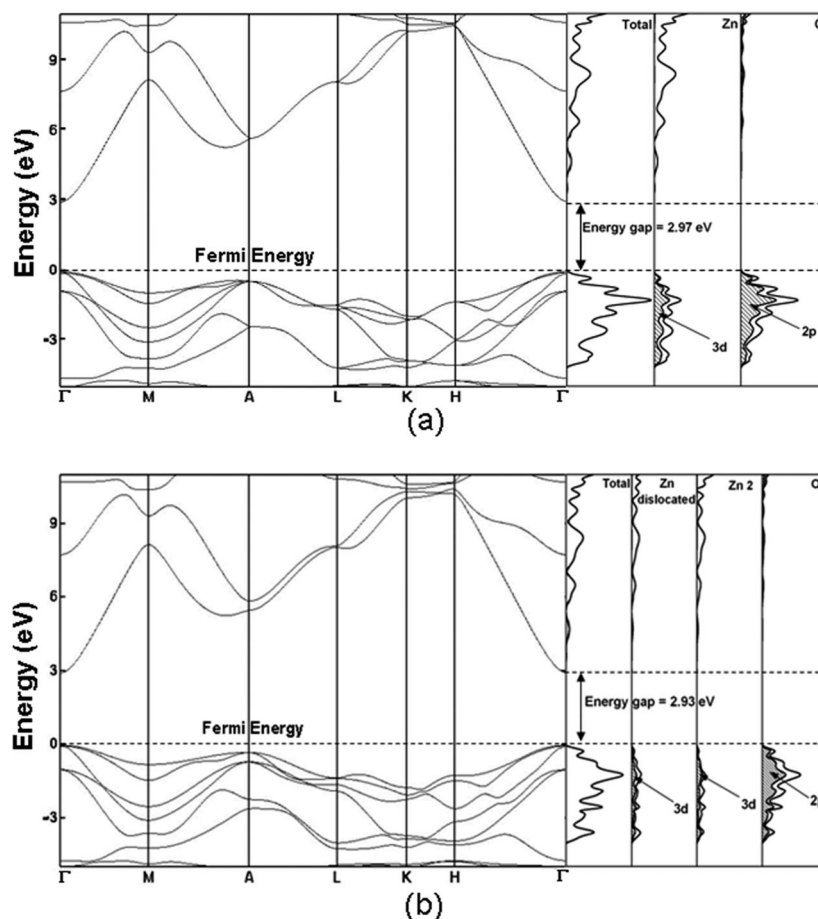 Total Zn O
9
6
3
0
-3
Energy (eV)
Energy gap = 2.97 eV
Fermi Energy
3d
2p
Γ M A L K H Γ
(a)
Total Zn dislocated Zn 2 O
9
6
3
0
-3
Energy (eV)
Energy gap = 2.93 eV
Fermi Energy
3d 3d 2p
Γ M A L K H Γ
(b)